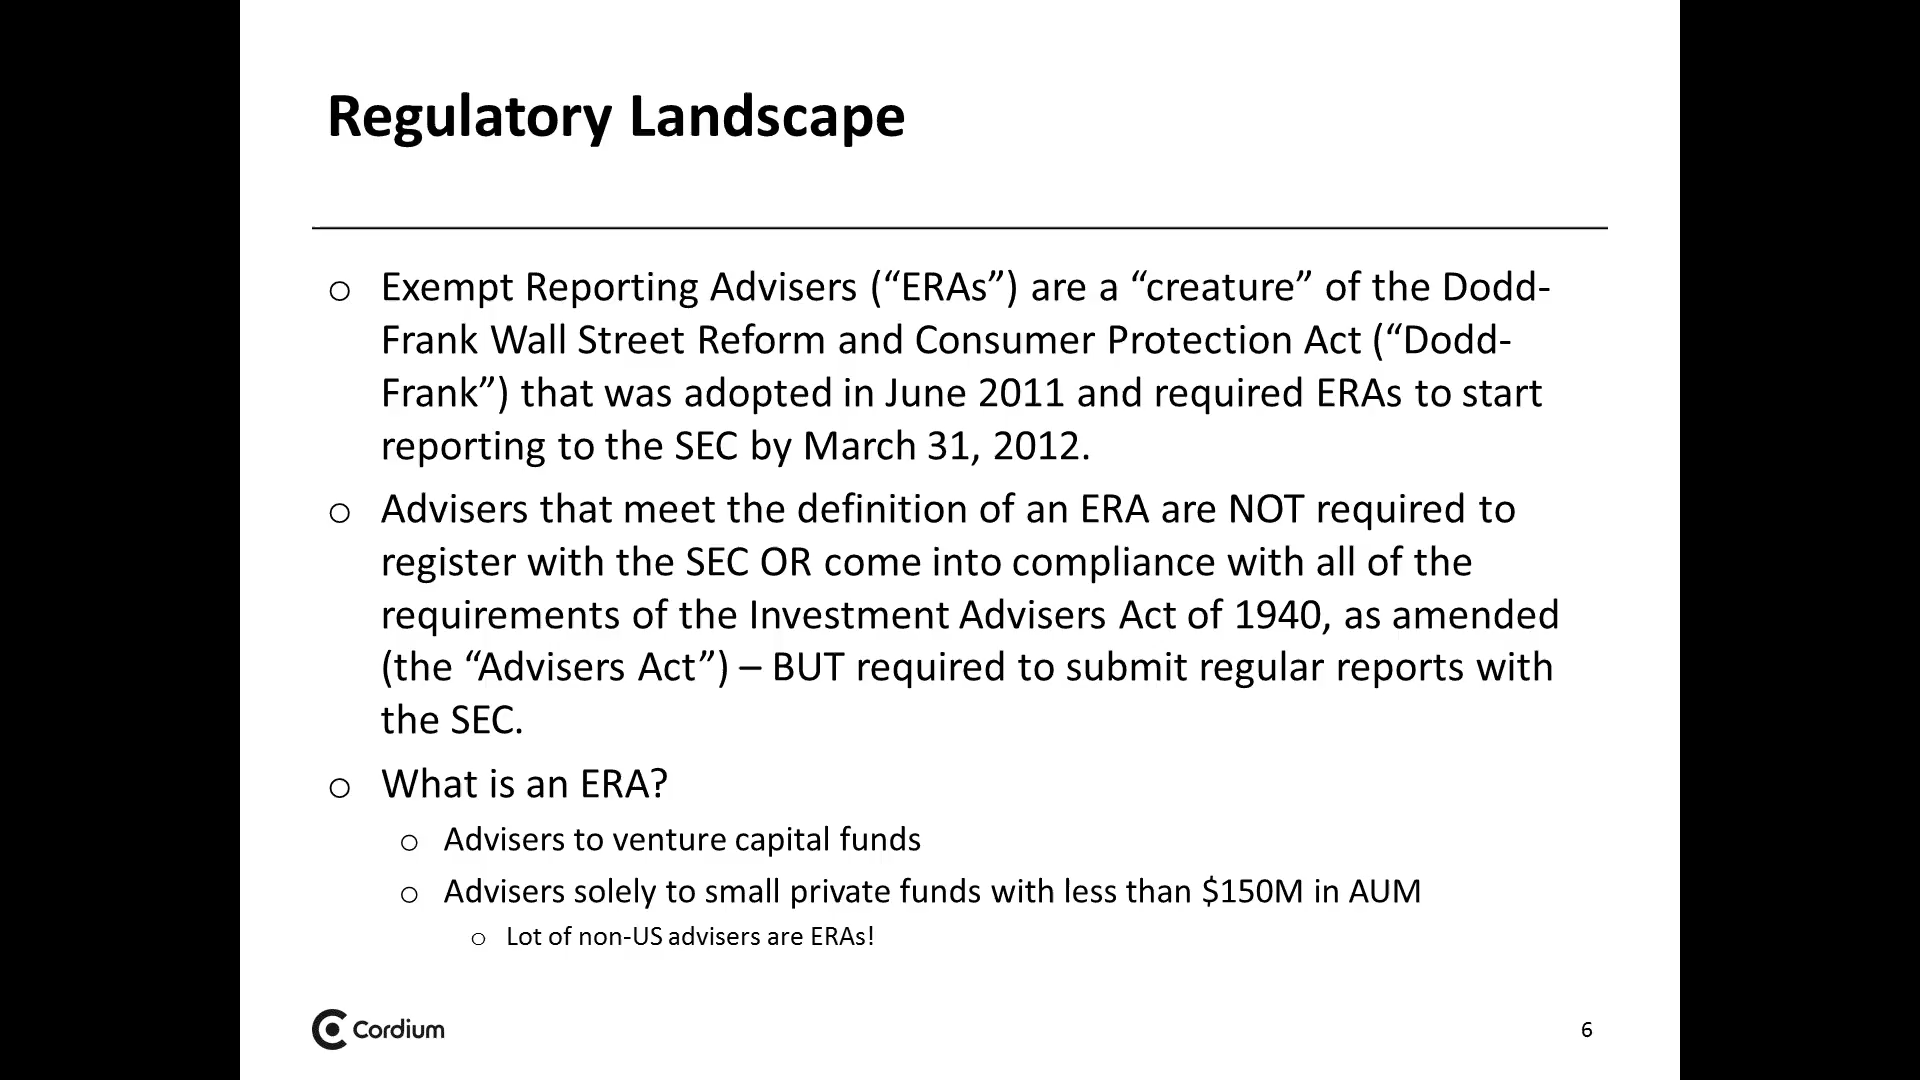 Regulatory Landscape
o Exempt Reporting Advisers (“ERAs”) are a “creature” of the Dodd-
Frank Wall Street Reform and Consumer Protection Act (“Dodd-
Frank”) that was adopted in June 2011 and required ERAs to start
reporting to the SEC by March 31, 2012.
o Advisers that meet the definition of an ERA are NOT required to
register with the SEC OR come into compliance with all of the
requirements of the Investment Advisers Act of 1940, as amended
(the “Advisers Act”) – BUT required to submit regular reports with
the SEC.
o What is an ERA?
o Advisers to venture capital funds
o Advisers solely to small private funds with less than $150M in AUM
o Lot of non-US advisers are ERAs!
Cordium
6